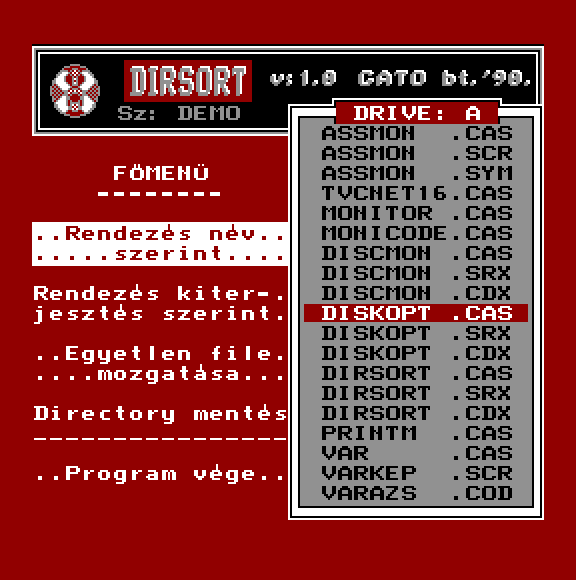 DIRSORT v:1.0 GATO bt.'90.
Sz: DEMO
FÖMENÜ
--------
..Rendezés név..
.....szerint....
Rendezés kiter-.
jesztés szerint.
..Egyetlen file.
....mozgatása...
Directory mentés
----------------
..Program vége..
DRIVE: A
ASSMON .CAS
ASSMON .SCR
ASSMON .SYM
TVCNET16.CAS
MONITOR .CAS
MONICODE.CAS
DISCMON .CAS
DISCMON .SRX
DISCMON .CDX
DISKOPT .CAS
DISKOPT .SRX
DISKOPT .CDX
DIRSORT .CAS
DIRSORT .SRX
DIRSORT .CDX
PRINTM .CAS
VAR .CAS
VARKEP .SCR
VARAZS .COD